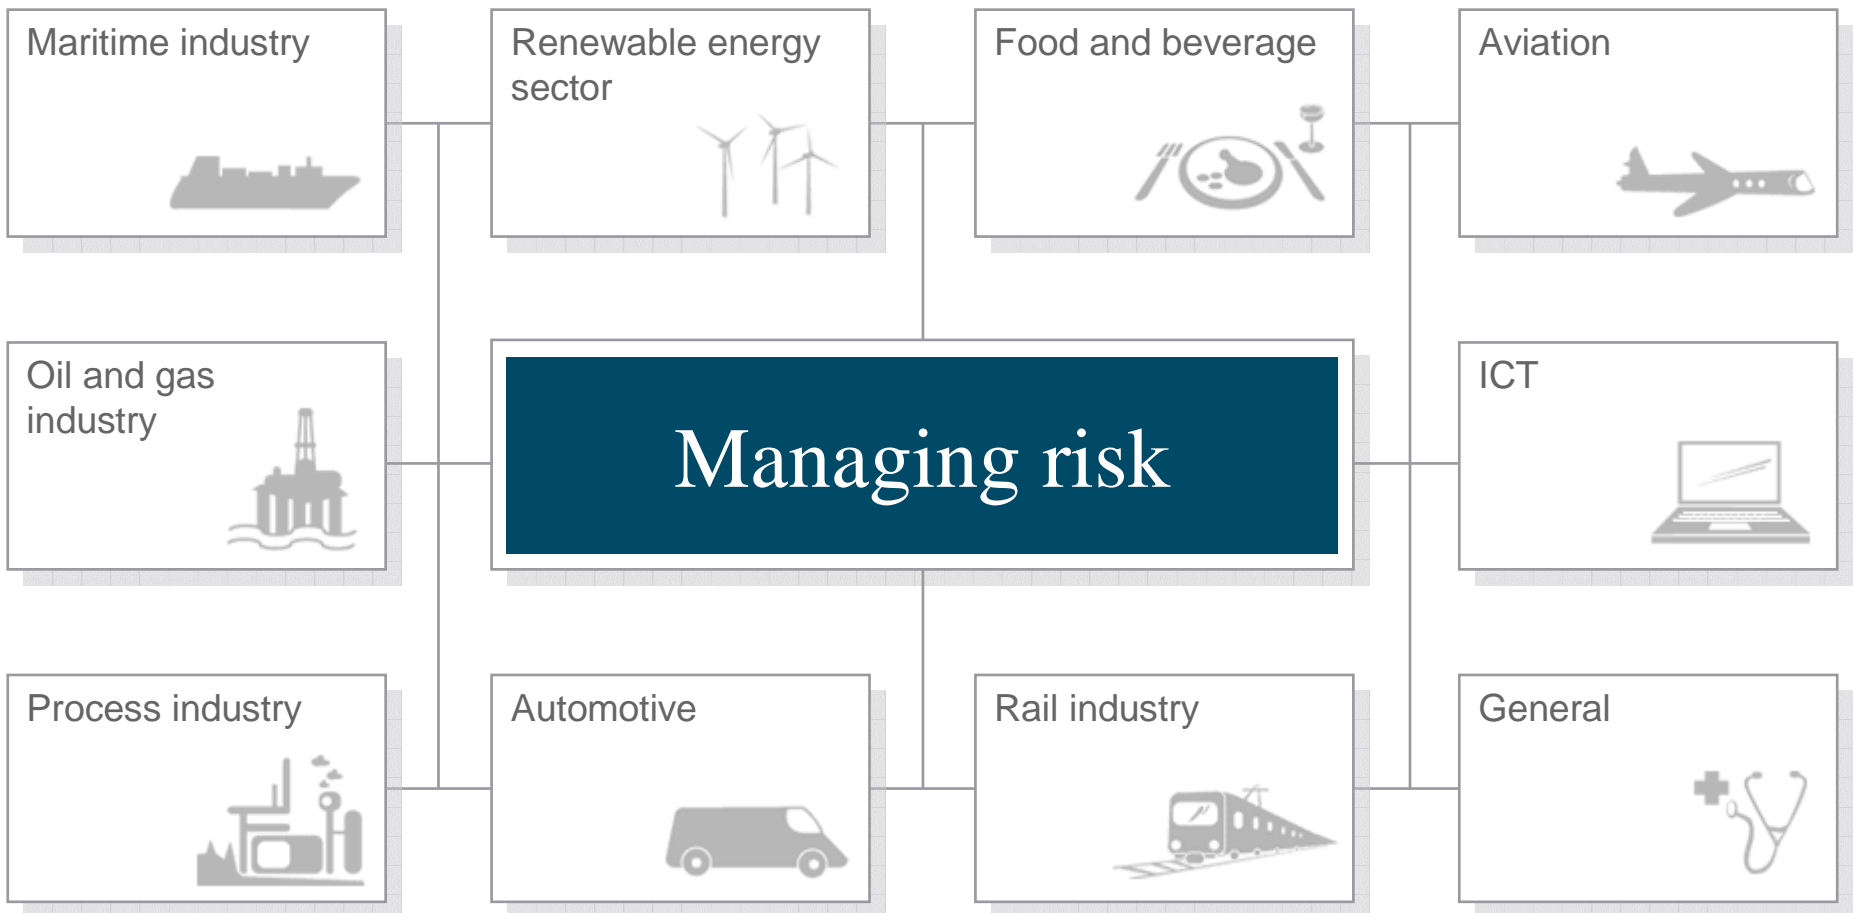 Maritime industry
Renewable energy
sector
Food and beverage
Aviation
Oil and gas
industry
Managing risk
ICT
Process industry
Automotive
Rail industry
General